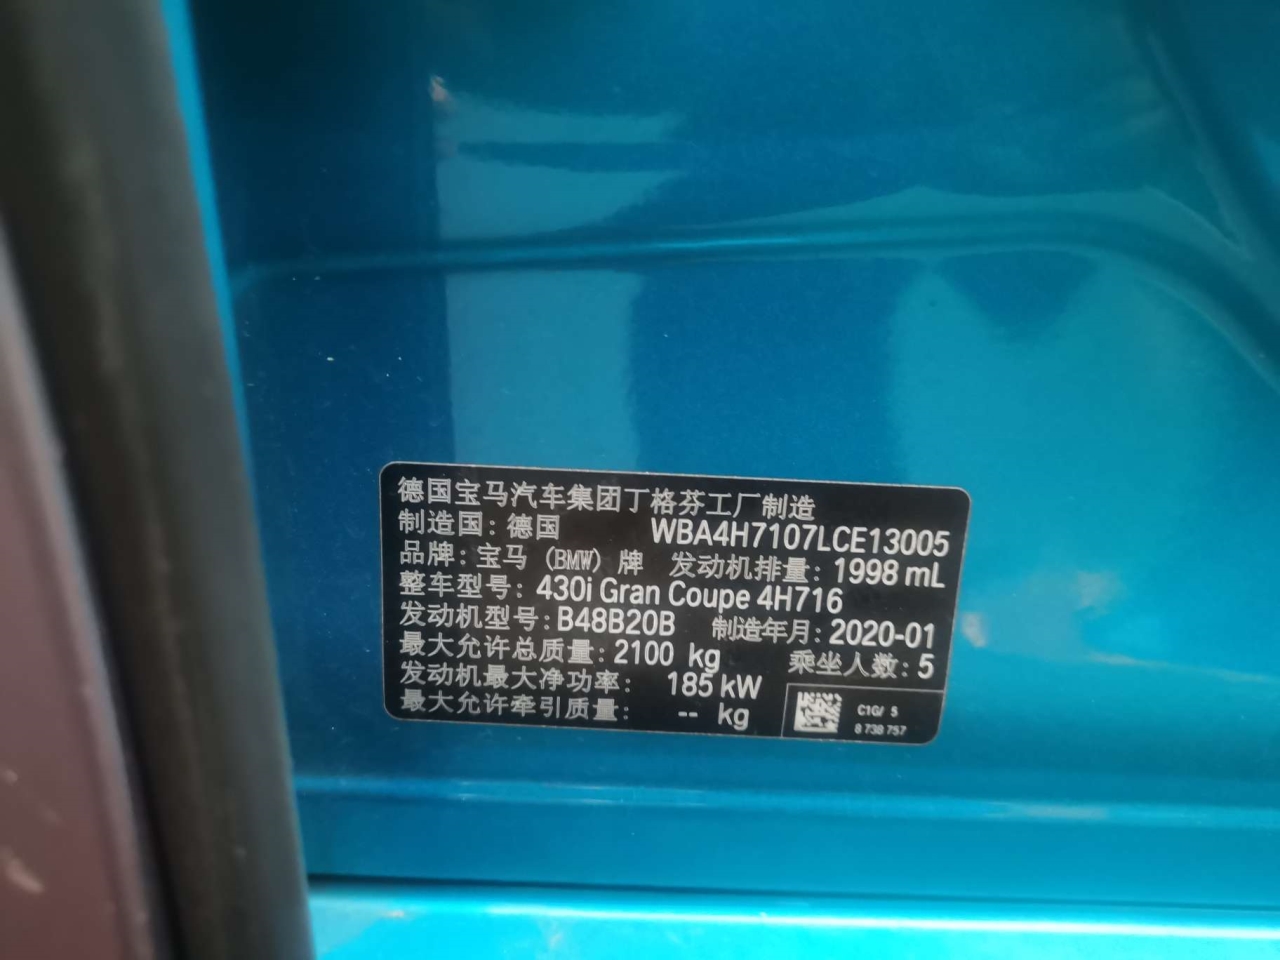 德国宝马汽车集团丁格芬工厂制造
制造国: 德国 WBA4H7107LCE13005
品牌: 宝马 (BMW) 牌 发动机排量: 1998 mL
整车型号: 430i Gran Coupe 4H716
发动机型号: B48B20B 制造年月: 2020-01
最大允许总质量: 2100 kg 乘坐人数: 5
发动机最大净功率: 185 kW
最大允许牵引质量: -- kg
C1G/ 5
8 738 757